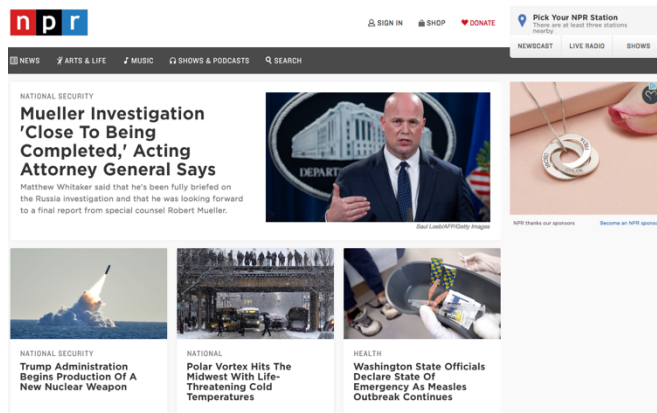 npr
SIGN IN
SHOP
DONATE
Pick Your NPR Station
There are at least three stations
nearby
NEWSCAST
LIVE RADIO
SHOWS
NEWS
ARTS & LIFE
MUSIC
SHOWS & PODCASTS
SEARCH
NATIONAL SECURITY
Mueller Investigation
'Close To Being
Completed,' Acting
Attorney General Says
Matthew Whitaker said that he's been fully briefed on
the Russia investigation and that he was looking forward
to a final report from special counsel Robert Mueller.
DEPART
Saul Loeb/AFP/Getty Images
NPR thanks our sponsors
Become an NPR sponso
NATIONAL SECURITY
Trump Administration
Begins Production Of A
New Nuclear Weapon
NATIONAL
Polar Vortex Hits The
Midwest With Life-
Threatening Cold
Temperatures
HEALTH
Washington State Officials
Declare State Of
Emergency As Measles
Outbreak Continues